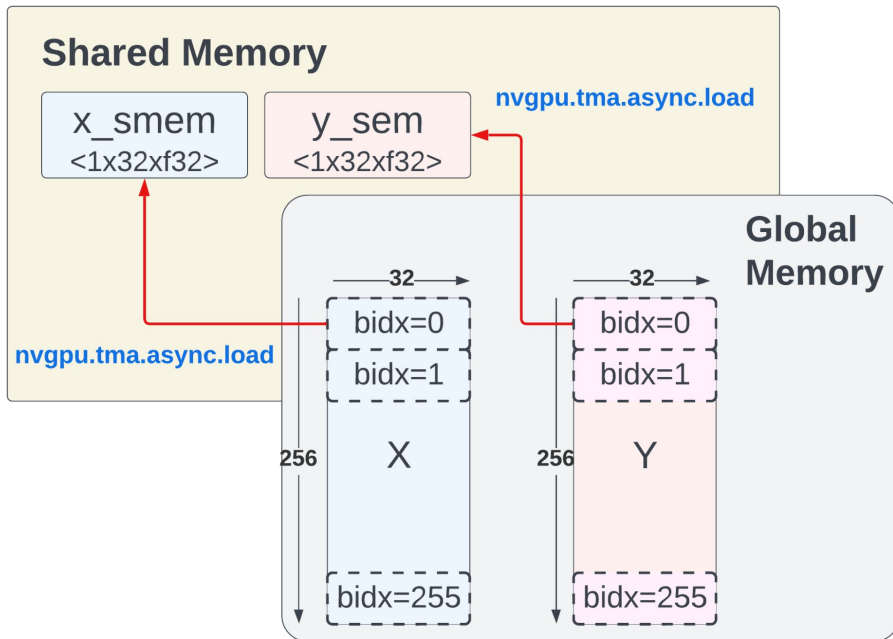 Shared Memory
nvgpu.tma.async.load
x_smem
<1x32xf32>
y_sem
<1x32xf32>
Global
Memory
32
32
bidx=0
bidx=0
nvgpu.tma.async.load
bidx=1
bidx=1
256
X
256
Y
bidx=255
bidx=255